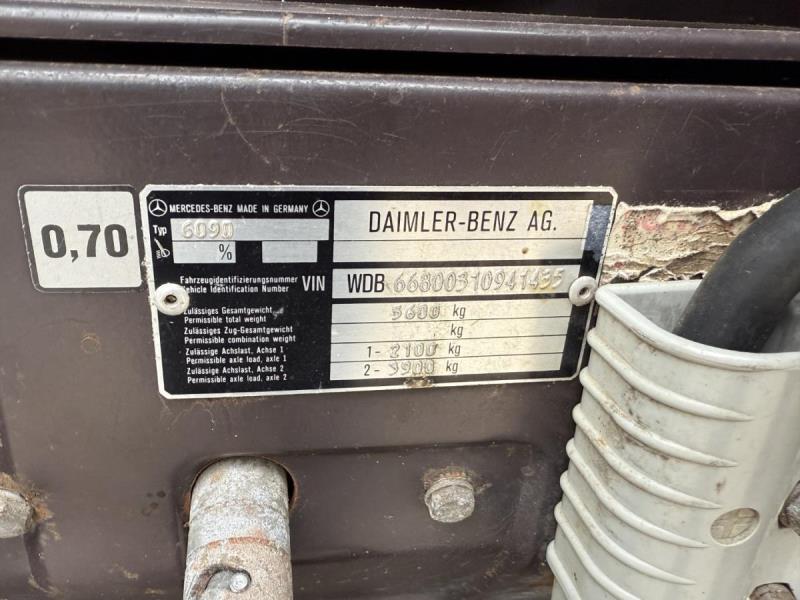 0,70
MERCEDES-BENZ MADE IN GERMANY
DAIMLER-BENZ AG.
Typ 609D
%
Fahrzeugidentifizierungsnummer
Vehicle Identification Number VIN WDB 66800310941435
Zulässiges Gesamtgewicht
Permissible total weight 5600 kg
Zulässiges Zug-Gesamtgewicht
Permissible combination weight kg
Zulässige Achslast, Achse 1
Permissible axle load, axle 1 1- 2100 kg
Zulässige Achslast, Achse 2
Permissible axle load, axle 2 2- 3900 kg